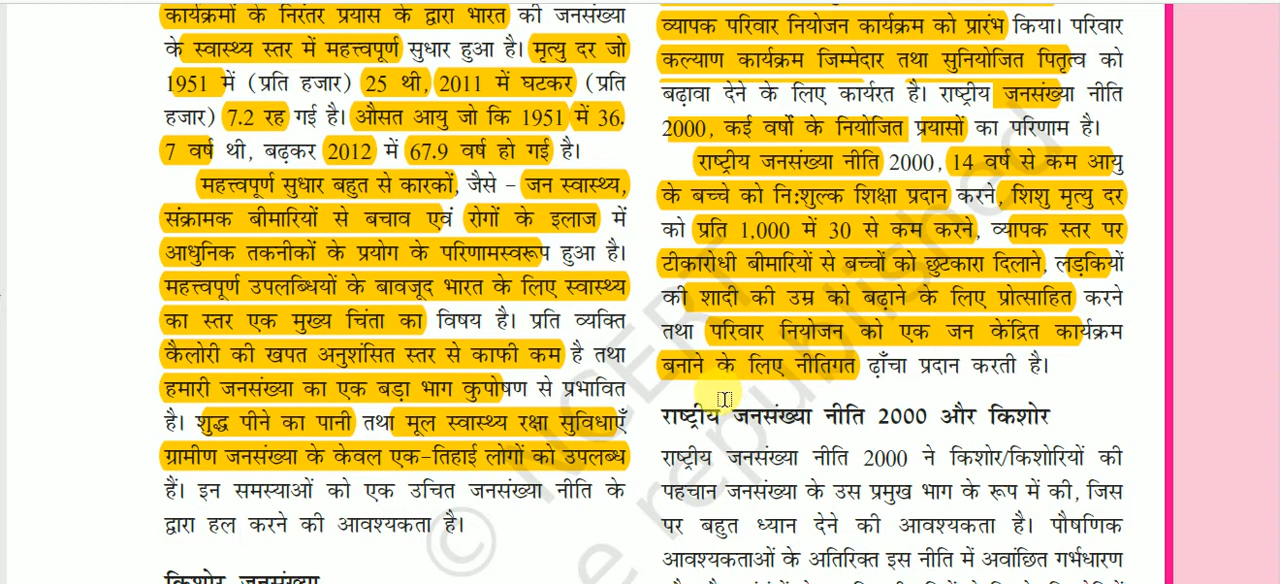 कार्यक्रमों के निरंतर प्रयास के द्वारा भारत की जनसंख्या
के स्वास्थ्य स्तर में महत्त्वपूर्ण सुधार हुआ है। मृत्यु दर जो
1951 में (प्रति हजार) 25 थी, 2011 में घटकर (प्रति
हजार) 7.2 रह गई है। औसत आयु जो कि 1951 में 36.
7 वर्ष थी, बढ़कर 2012 में 67.9 वर्ष हो गई है।
महत्त्वपूर्ण सुधार बहुत से कारकों, जैसे – जन स्वास्थ्य,
संक्रामक बीमारियों से बचाव एवं रोगों के इलाज में
आधुनिक तकनीकों के प्रयोग के परिणामस्वरूप हुआ है।
महत्त्वपूर्ण उपलब्धियों के बावजूद भारत के लिए स्वास्थ्य
का स्तर एक मुख्य चिंता का विषय है। प्रति व्यक्ति
कैलोरी की खपत अनुशंसित स्तर से काफी कम है तथा
हमारी जनसंख्या का एक बड़ा भाग कुपोषण से प्रभावित
है। शुद्ध पीने का पानी तथा मूल स्वास्थ्य रक्षा सुविधाएँ
ग्रामीण जनसंख्या के केवल एक-तिहाई लोगों को उपलब्ध
हैं। इन समस्याओं को एक उचित जनसंख्या नीति के
द्वारा हल करने की आवश्यकता है।
किशोर जनसंख्या
व्यापक परिवार नियोजन कार्यक्रम को प्रारंभ किया। परिवार
कल्याण कार्यक्रम जिम्मेदार तथा सुनियोजित पितृत्व को
बढ़ावा देने के लिए कार्यरत है। राष्ट्रीय जनसंख्या नीति
2000, कई वर्षों के नियोजित प्रयासों का परिणाम है।
राष्ट्रीय जनसंख्या नीति 2000, 14 वर्ष से कम आयु
के बच्चे को नि:शुल्क शिक्षा प्रदान करने, शिशु मृत्यु दर
को प्रति 1,000 में 30 से कम करने, व्यापक स्तर पर
टीकारोधी बीमारियों से बच्चों को छुटकारा दिलाने, लड़कियों
की शादी की उम्र को बढ़ाने के लिए प्रोत्साहित करने
तथा परिवार नियोजन को एक जन केंद्रित कार्यक्रम
बनाने के लिए नीतिगत ढ़ाँचा प्रदान करती है।
राष्ट्रीय जनसंख्या नीति 2000 और किशोर
राष्ट्रीय जनसंख्या नीति 2000 ने किशोर/किशोरियों की
पहचान जनसंख्या के उस प्रमुख भाग के रूप में की, जिस
पर बहुत ध्यान देने की आवश्यकता है। पौषणिक
आवश्यकताओं के अतिरिक्त इस नीति में अवांछित गर्भधारण
© NCERT
e republished